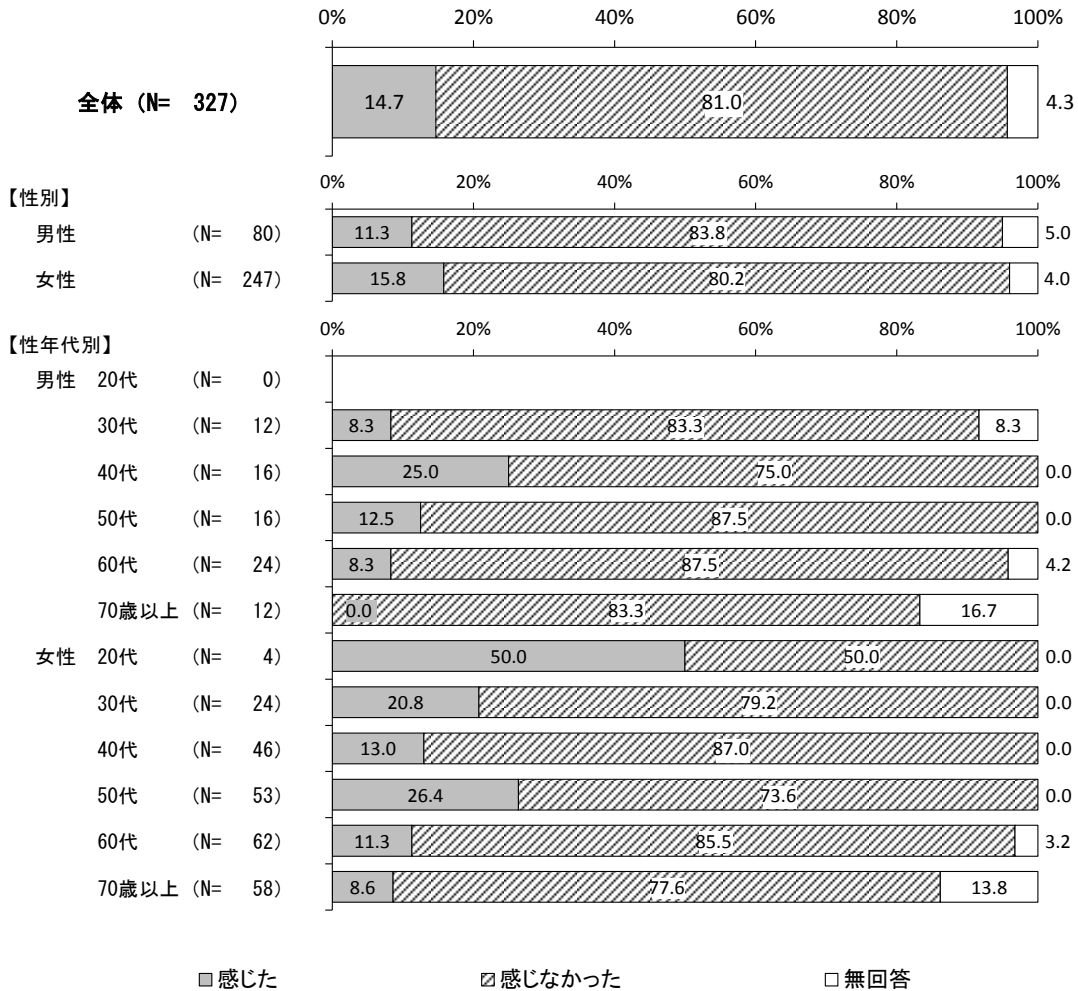 0% 20% 40% 60% 80% 100%
全体 (N= 327) 14.7 81.0 4.3
【性別】 0% 20% 40% 60% 80% 100%
男性 (N= 80) 11.3 83.8 5.0
女性 (N= 247) 15.8 80.2 4.0
【性年代別】 0% 20% 40% 60% 80% 100%
男性 20代 (N= 0)
30代 (N= 12) 8.3 83.3 8.3
40代 (N= 16) 25.0 75.0 0.0
50代 (N= 16) 12.5 87.5 0.0
60代 (N= 24) 8.3 87.5 4.2
70歳以上 (N= 12) 0.0 83.3 16.7
女性 20代 (N= 4) 50.0 50.0 0.0
30代 (N= 24) 20.8 79.2 0.0
40代 (N= 46) 13.0 87.0 0.0
50代 (N= 53) 26.4 73.6 0.0
60代 (N= 62) 11.3 85.5 3.2
70歳以上 (N= 58) 8.6 77.6 13.8
感じた 感じなかった 無回答